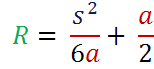 R = s²/6a + a/2